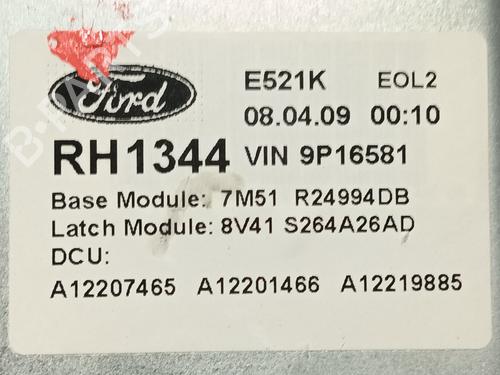 Ford
E521K EOL2
08.04.09 00:10
RH1344 VIN 9P16581
Base Module: 7M51 R24994DB
Latch Module: 8V41 S264A26AD
DCU:
A12207465 A12201466 A12219885
B-PARTS